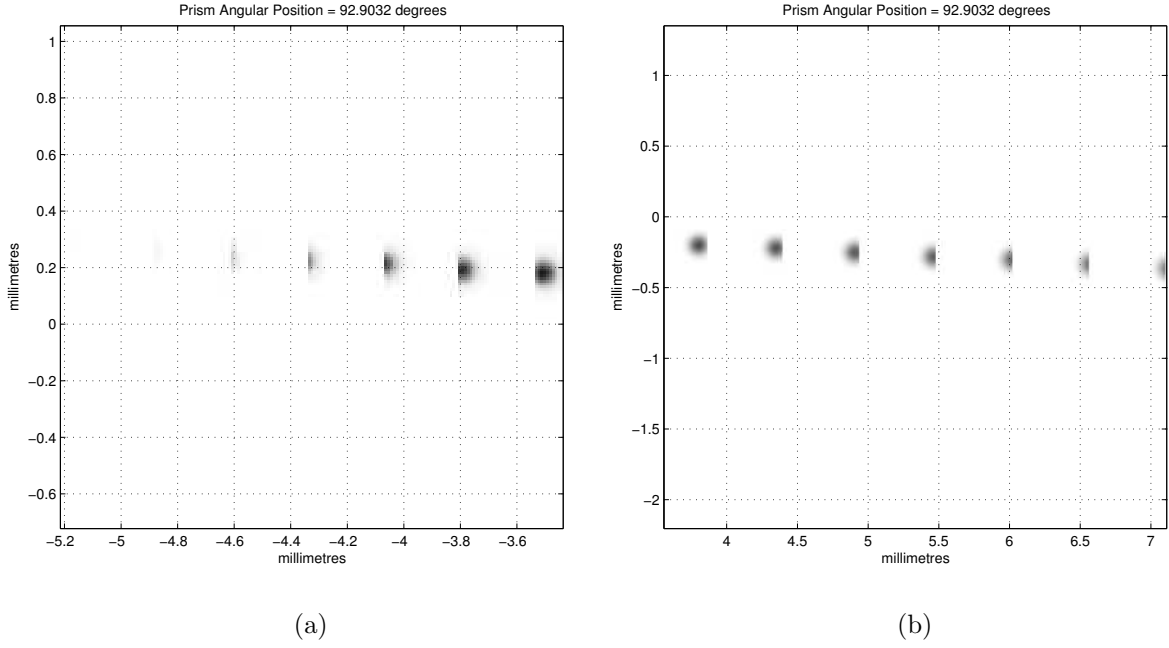 Prism Angular Position = 92.9032 degrees
1
0.8
0.6
0.4
0.2
0
−0.2
−0.4
−0.6
millimetres
−5.2 −5 −4.8 −4.6 −4.4 −4.2 −4 −3.8 −3.6
millimetres
(a)
Prism Angular Position = 92.9032 degrees
1
0.5
0
−0.5
−1
−1.5
−2
millimetres
4 4.5 5 5.5 6 6.5 7
millimetres
(b)